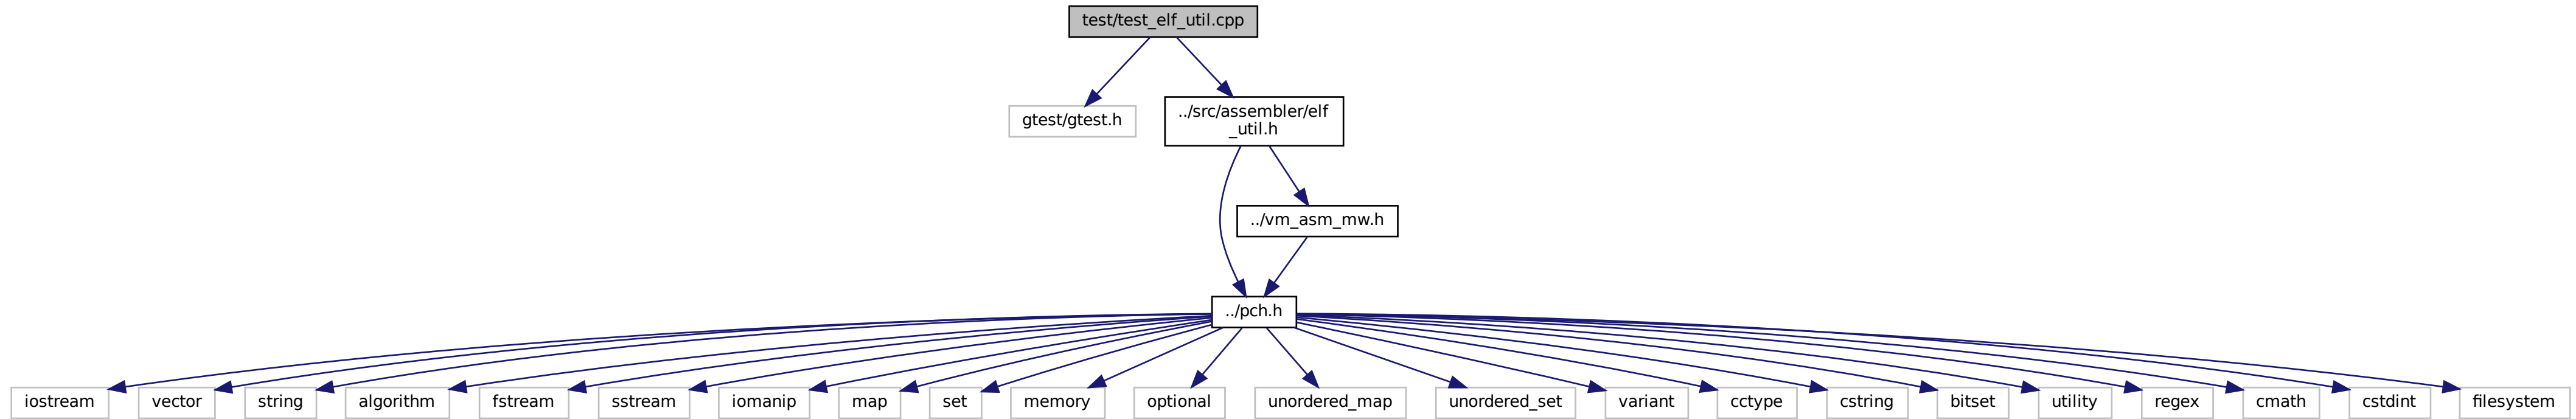 test/test_elf_util.cpp
gtest/gtest.h
../src/assembler/elf
_util.h
../vm_asm_mw.h
../pch.h
iostream
vector
string
algorithm
fstream
sstream
iomanip
map
set
memory
optional
unordered_map
unordered_set
variant
cctype
cstring
bitset
utility
regex
cmath
cstdint
filesystem